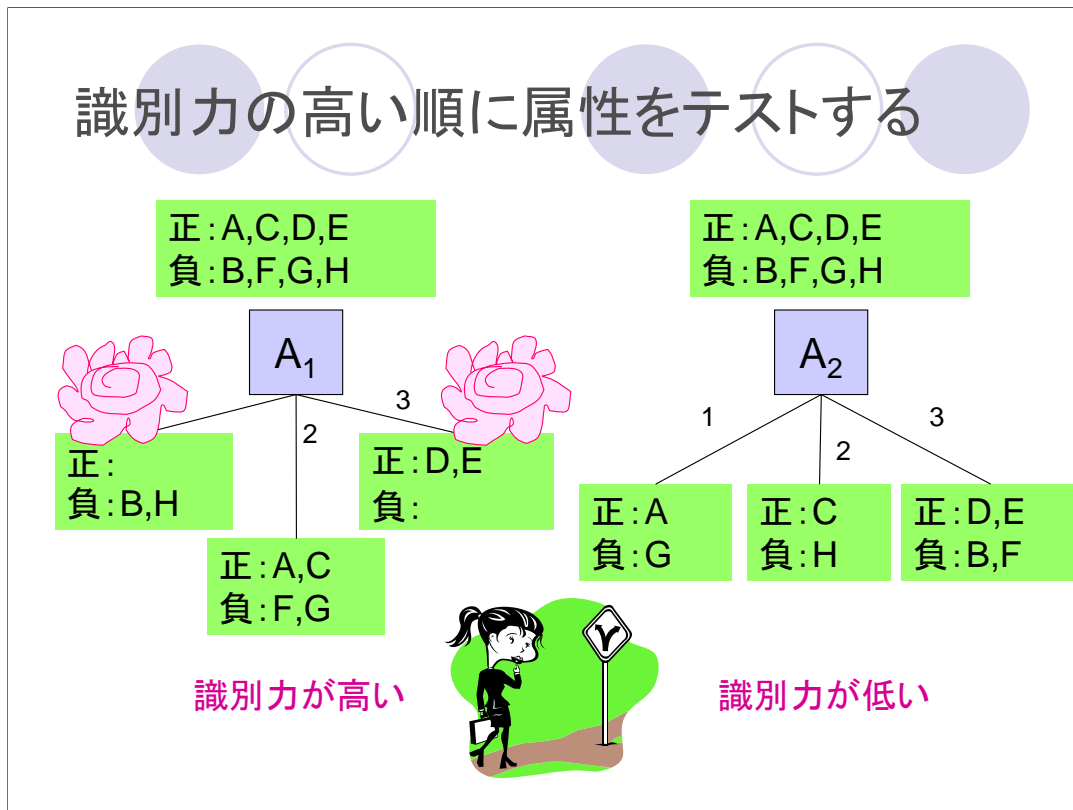 識別力の高い順に属性をテストする
正:A,C,D,E
負:B,F,G,H
A1
2
3
正:
負:B,H
正:A,C
負:F,G
正:D,E
負:
識別力が高い
正:A,C,D,E
負:B,F,G,H
A2
1
2
3
正:A
負:G
正:C
負:H
正:D,E
負:B,F
識別力が低い